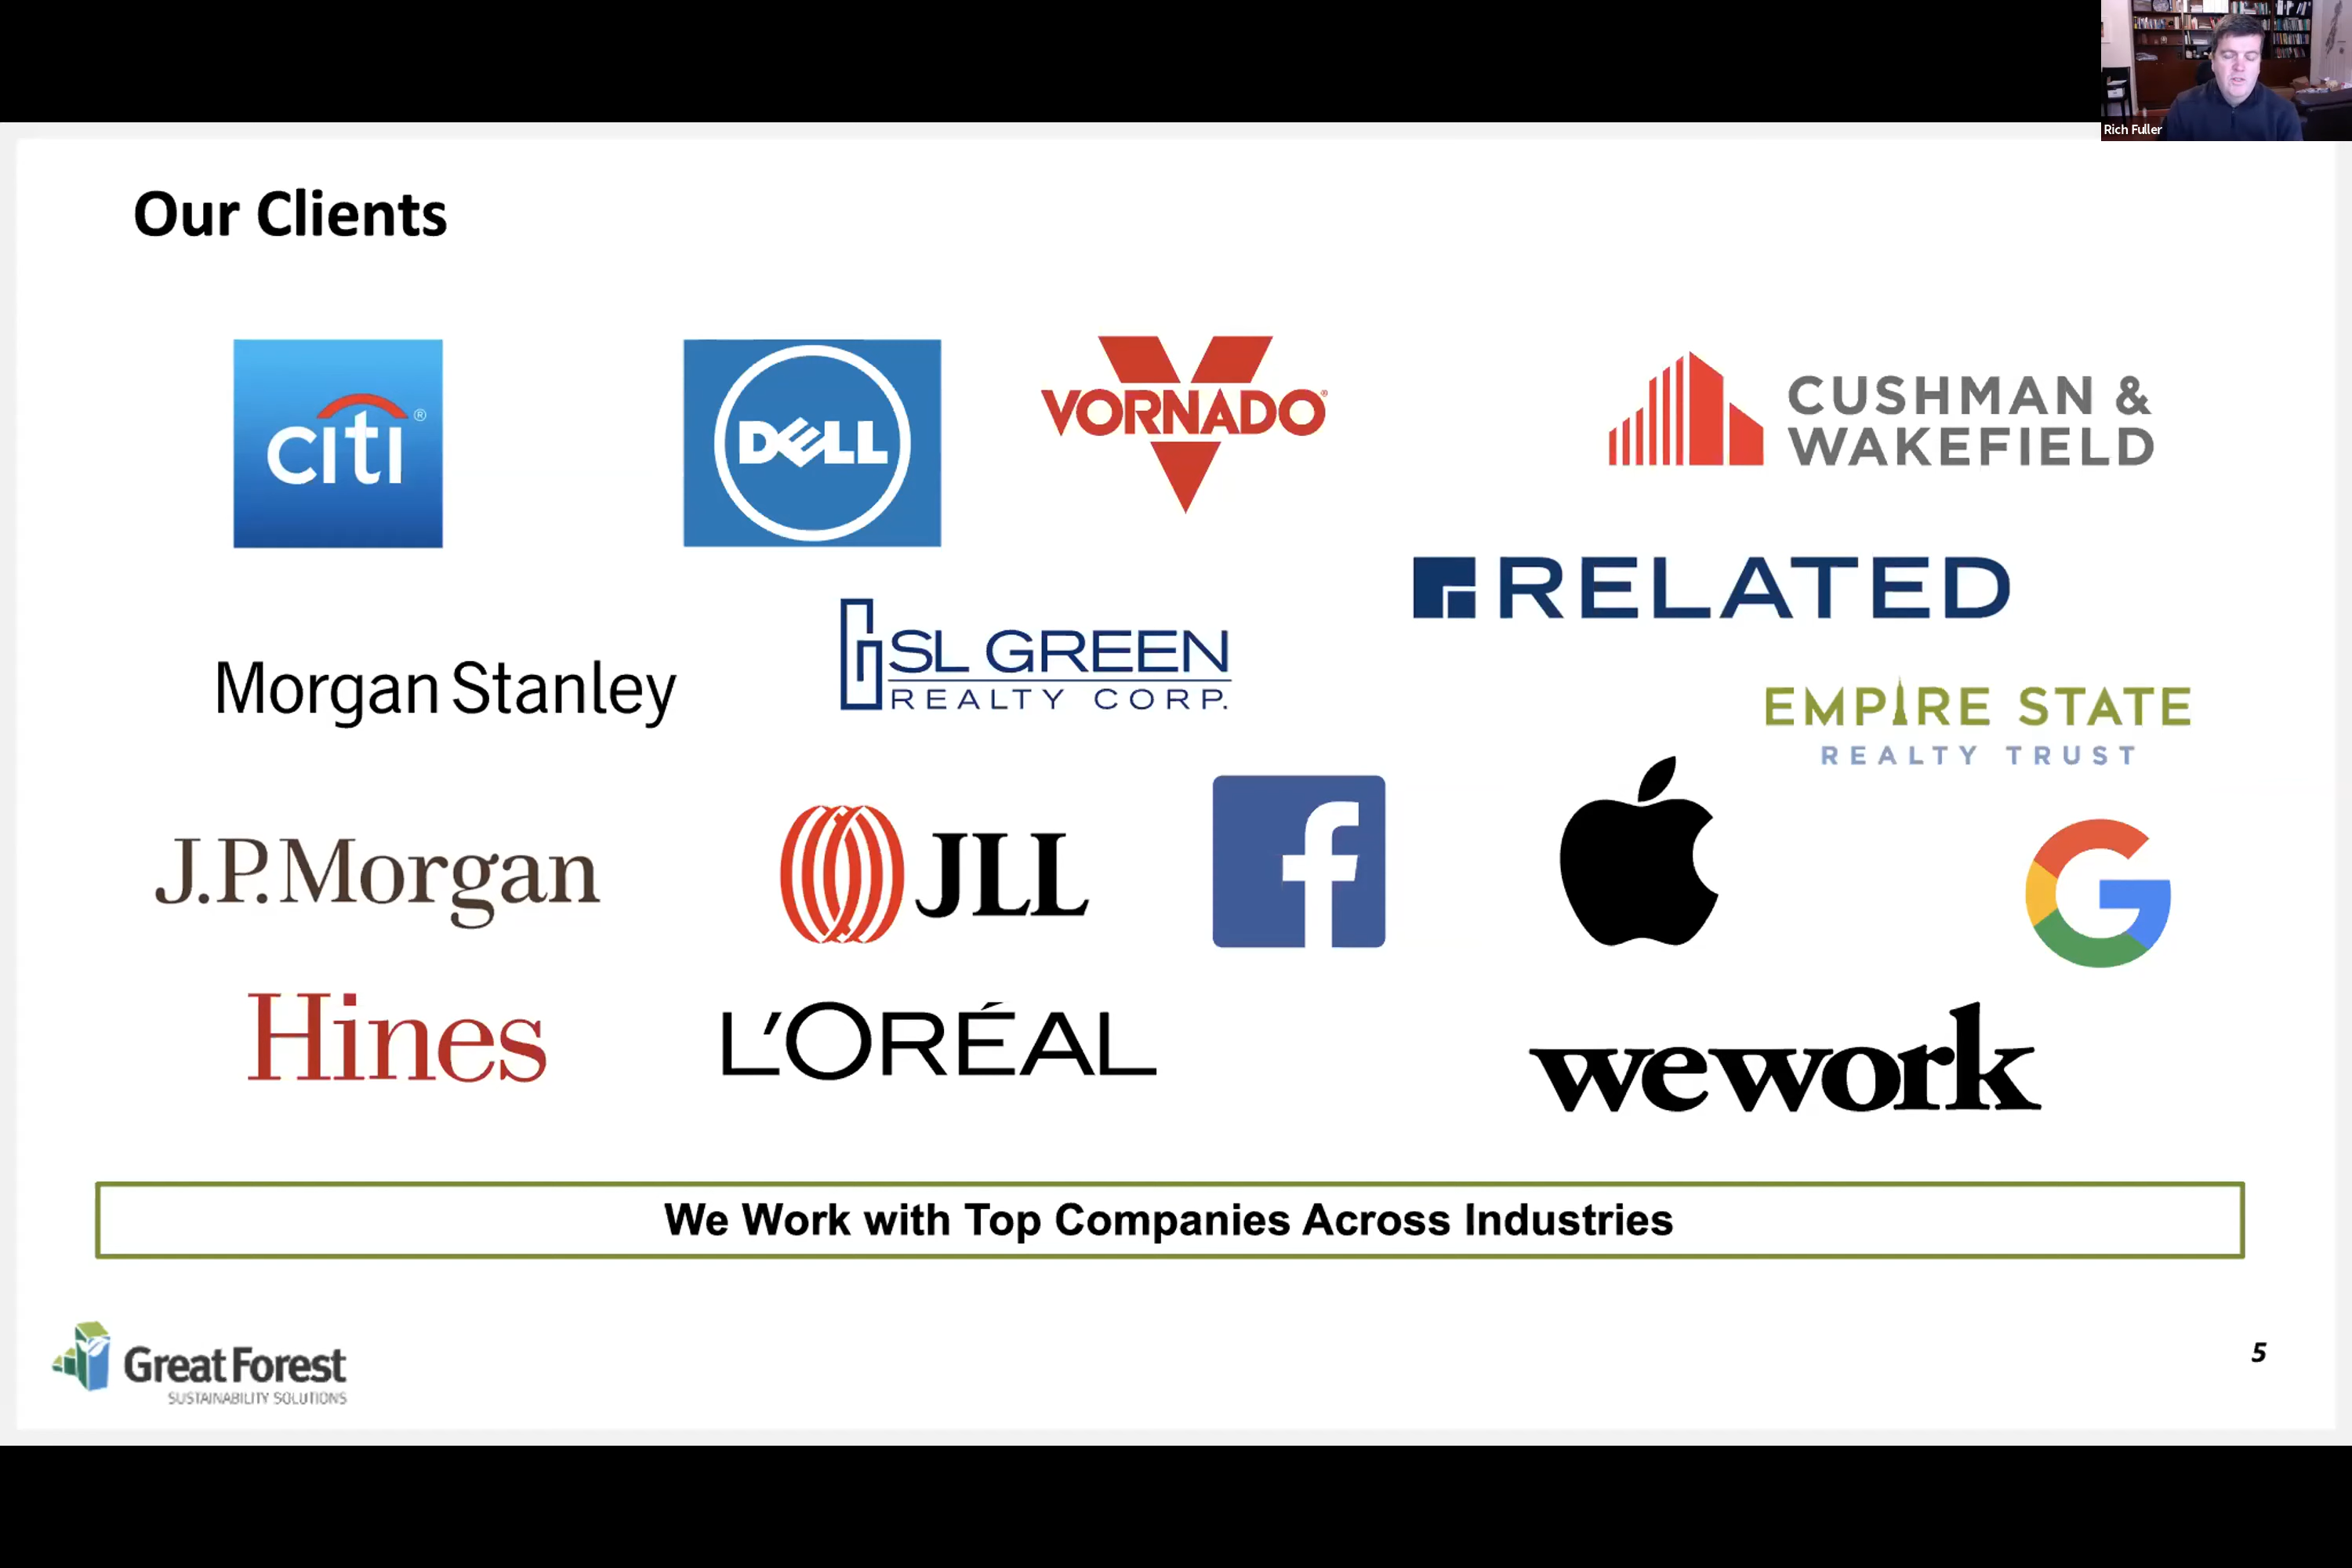 Rich Fuller
Our Clients
citi®
DELL
VORNADO®
CUSHMAN &
WAKEFIELD
RELATED
Morgan Stanley
SL GREEN
REALTY CORP.
EMPIRE STATE
REALTY TRUST
J.P.Morgan
JLL
f
G
Hines
L'ORÉAL
wework
We Work with Top Companies Across Industries
Great Forest
SUSTAINABILITY SOLUTIONS
5